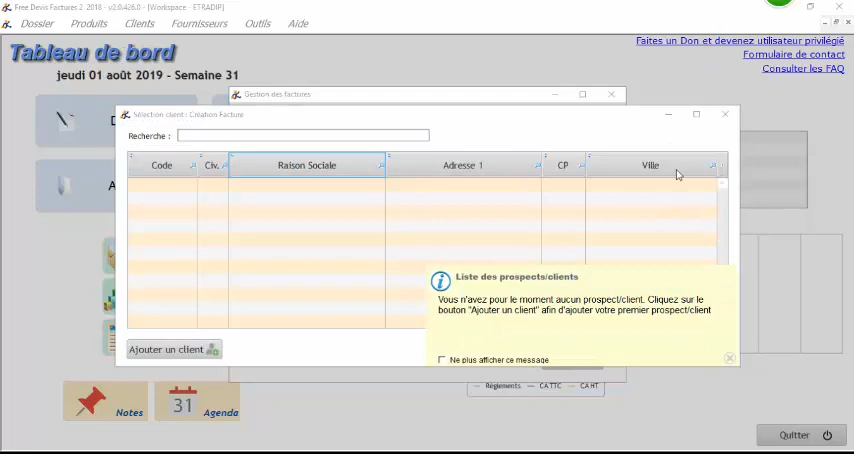 Free Devis Factures 2 2018 - v2.0.426.0 - [Workspace - ETRADIP]
Dossier Produits Clients Fournisseurs Outils Aide
Tableau de bord
Faites un Don et devenez utilisateur privilégié
Formulaire de contact
Consulter les FAQ
jeudi 01 août 2019 - Semaine 31
Gestion des factures
Sélection client : Création Facture
Recherche :
Code Civ. Raison Sociale Adresse 1 CP Ville
Liste des prospects/clients
Vous n'avez pour le moment aucun prospect/client. Cliquez sur le
bouton "Ajouter un client" afin d'ajouter votre premier prospect/client
Ne plus afficher ce message
Ajouter un client
Règlements CA TTC CA HT
Notes
31 Agenda
Quitter